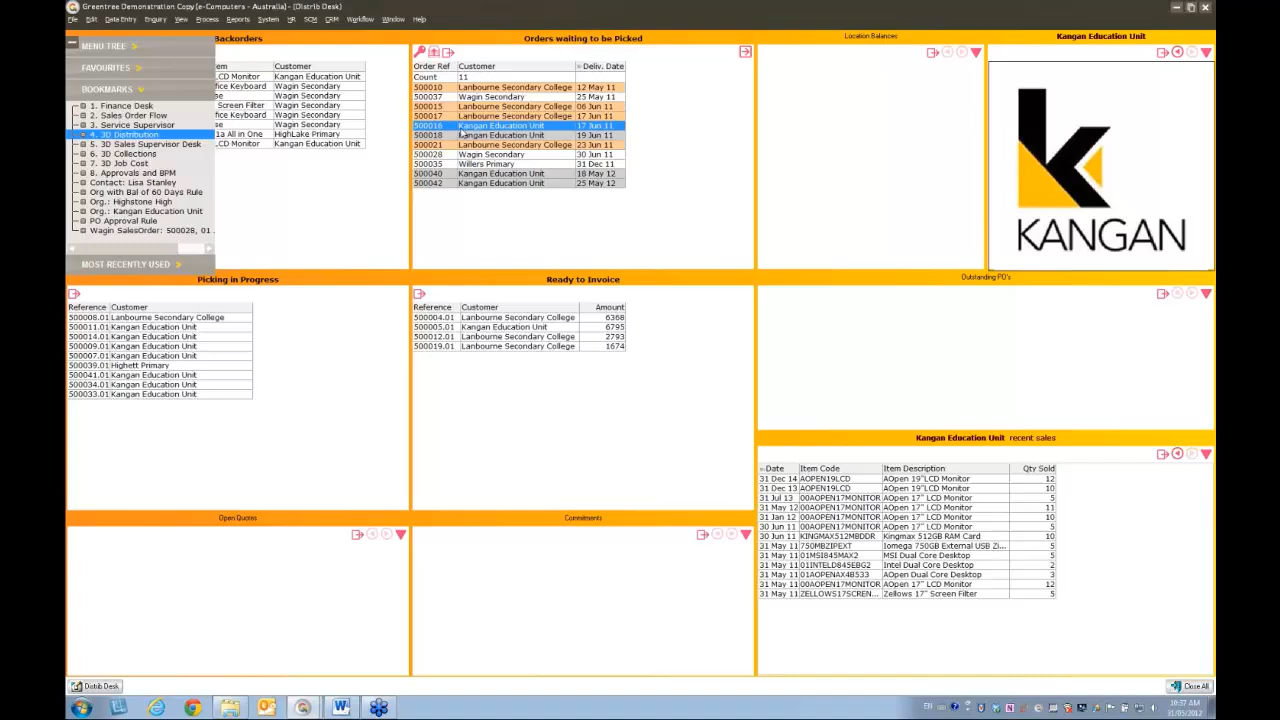 Greentree Demonstration Copy [e-Computers - Australia] - [Distrib Desk]
File Edit Data Entry Enquiry View Process Reports System HR SCM CRM Workflow Window Help
MENU TREE
FAVOURITES
BOOKMARKS
1. Finance Desk
2. Sales Order Flow
3. Service Supervisor
4. 3D Distribution
5. 3D Sales Supervisor Desk
6. 3D Collections
7. 3D Job Cost
8. Approvals and BPM
Contact: Lisa Stanley
Org with Bal of 60 Days Rule
Org.: Highstone High
Org.: Kangan Education Unit
PO Approval Rule
Wagin SalesOrder: 500028, 01
MOST RECENTLY USED
Backorders
Customer
CD Monitor Kangan Education Unit
fice Keyboard Wagin Secondary
se Wagin Secondary
Screen Filter Wagin Secondary
fice Keyboard Wagin Secondary
1a All in One HighLake Primary
CD Monitor Kangan Education Unit
Orders waiting to be Picked
Order Ref Customer Deliv. Date
Count 11
500010 Lanbourne Secondary College 12 May 11
500037 Wagin Secondary 25 May 11
500015 Lanbourne Secondary College 06 Jun 11
500017 Lanbourne Secondary College 17 Jun 11
500016 Kangan Education Unit 17 Jun 11
500018 Kangan Education Unit 19 Jun 11
500021 Lanbourne Secondary College 23 Jun 11
500028 Wagin Secondary 30 Jun 11
500035 Willers Primary 31 Dec 11
500040 Kangan Education Unit 18 May 12
500042 Kangan Education Unit 25 May 12
Location Balances
Kangan Education Unit
KANGAN
Picking in Progress
Reference Customer
500008.01 Lanbourne Secondary College
500011.01 Kangan Education Unit
500014.01 Kangan Education Unit
500009.01 Kangan Education Unit
500007.01 Kangan Education Unit
500039.01 Highett Primary
500041.01 Kangan Education Unit
500034.01 Kangan Education Unit
500033.01 Kangan Education Unit
Ready to Invoice
Reference Customer Amount
500004.01 Lanbourne Secondary College 6368
500005.01 Kangan Education Unit 6795
500012.01 Lanbourne Secondary College 2793
500019.01 Lanbourne Secondary College 1674
Outstanding PO's
Kangan Education Unit recent sales
Date Item Code Item Description Qty Sold
31 Dec 14 AOPEN19LCD AOpen 19"LCD Monitor 12
31 Dec 13 AOPEN19LCD AOpen 19"LCD Monitor 10
31 Jul 13 00AOPEN17MONITOR AOpen 17" LCD Monitor 5
31 May 12 00AOPEN17MONITOR AOpen 17" LCD Monitor 11
31 Jan 12 00AOPEN17MONITOR AOpen 17" LCD Monitor 10
30 Jun 11 00AOPEN17MONITOR AOpen 17" LCD Monitor 5
30 Jun 11 KINGMAX512MBDDR Kingmax 512GB RAM Card 10
31 May 11 750MBZIPEXT Iomega 750GB External USB Zi... 5
31 May 11 01MSI845MAX2 MSI Dual Core Desktop 5
31 May 11 01INTELD845EBG2 Intel Dual Core Desktop 2
31 May 11 01AOPENAX4B533 AOpen Dual Core Desktop 3
31 May 11 00AOPEN17MONITOR AOpen 17" LCD Monitor 12
31 May 11 ZELLOWS17SCREN... Zellows 17" Screen Filter 5
Open Quotes
Commitments
Distrib Desk
Close All
EN
10:37 AM
31/05/2012